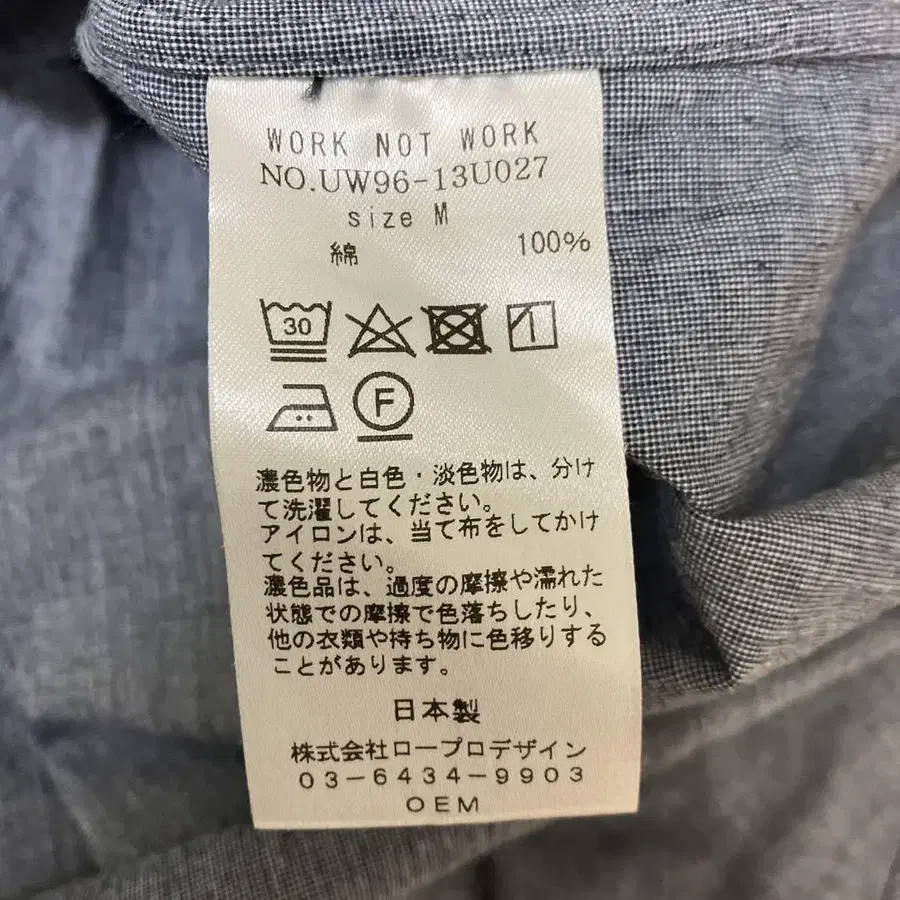 WORK NOT WORK
NO.UW96-13U027
size M
綿 100%
30
F
濃色物と白色・淡色物は、分け
て洗濯してください。
アイロンは、当て布をしてかけ
てください。
濃色品は、過度の摩擦や濡れた
状態での摩擦で色落ちしたり、
他の衣類や持ち物に色移りする
ことがあります。
日本製
株式会社ロープロデザイン
03-6434-9903
OEM